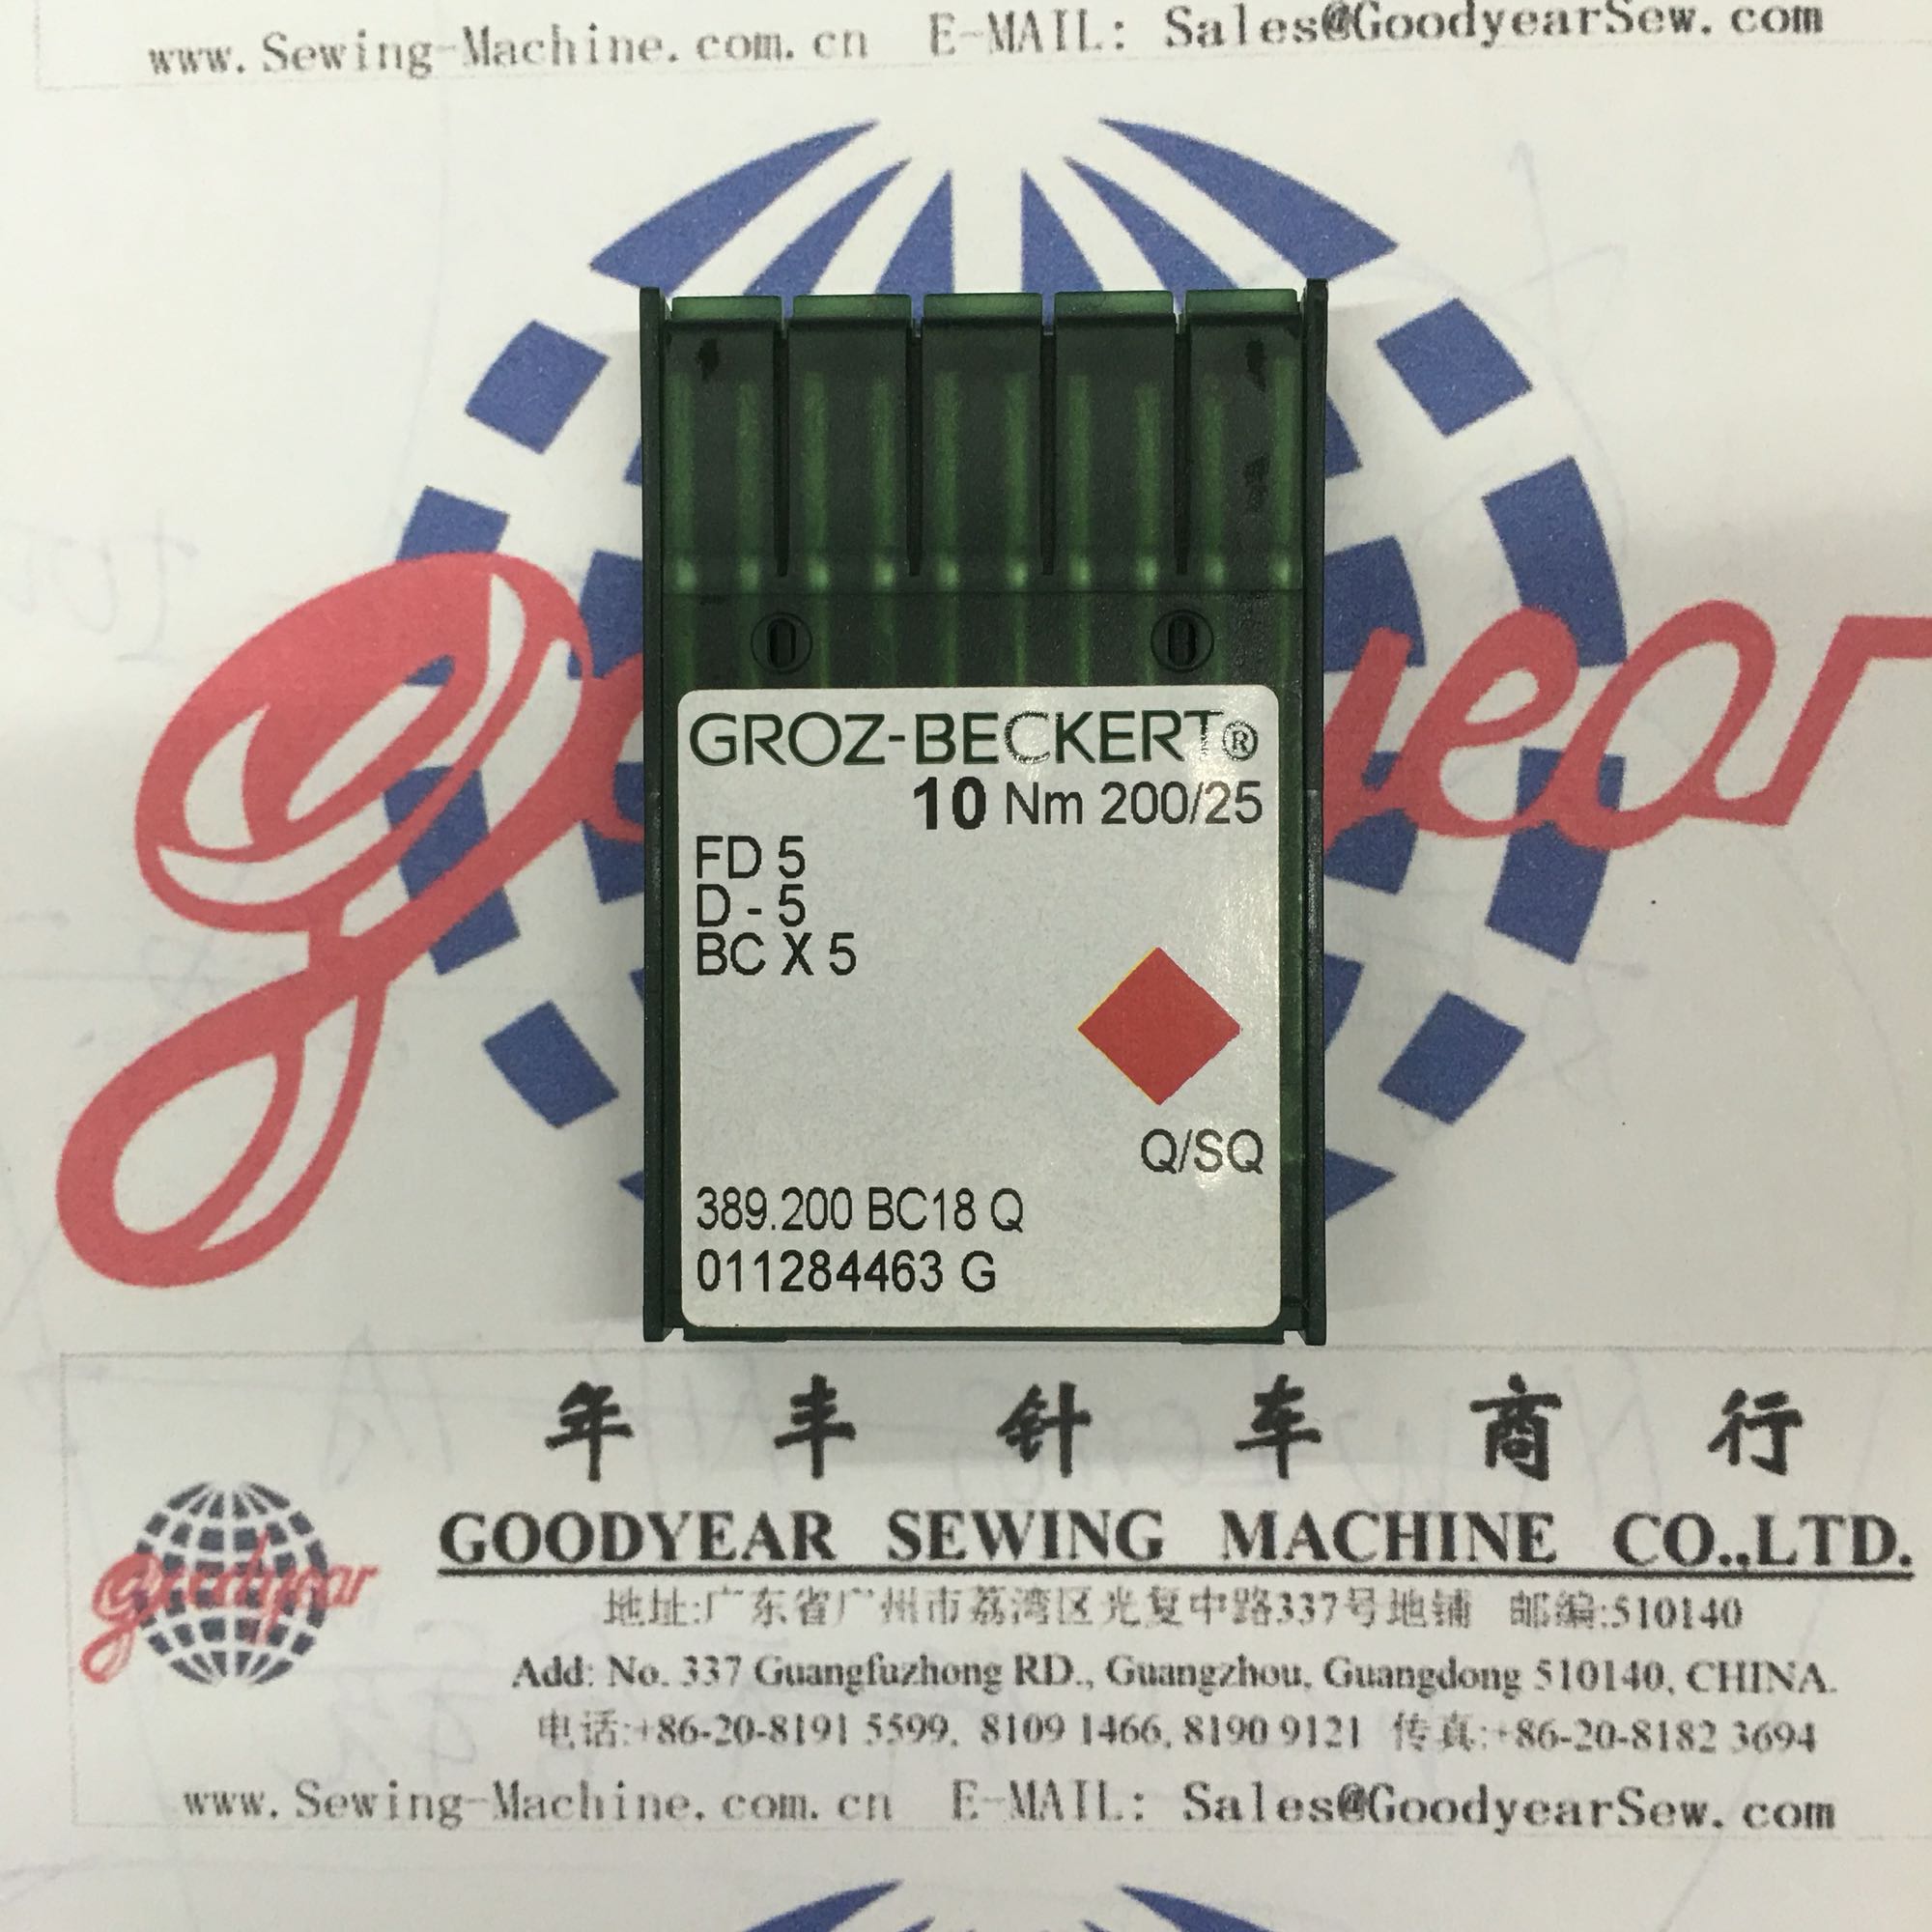 www.Sewing-Machine.com.cn E-MAIL: Sales@GoodyearSew.com
GROZ-BECKERT®
10 Nm 200/25
FD 5
D - 5
BC X 5
Q/SQ
389.200 BC18 Q
011284463 G
年丰针车商行
goodyear
GOODYEAR SEWING MACHINE CO.,LTD.
地址:广东省广州市荔湾区光复中路337号地铺 邮编:510140
Add: No. 337 Guangfuzhong RD., Guangzhou, Guangdong 510140, CHINA.
电话:+86-20-8191 5599, 8109 1466, 8190 9121 传真:+86-20-8182 3694
www.Sewing-Machine.com.cn E-MAIL: Sales@GoodyearSew.com